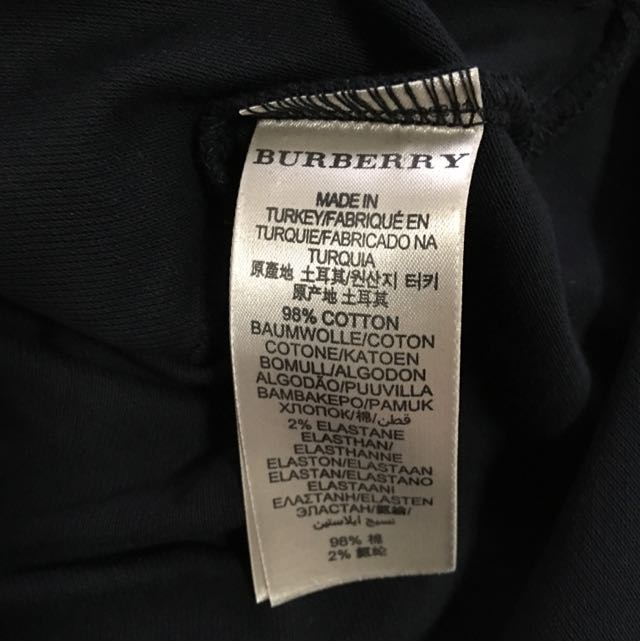 BURBERRY
MADE IN
TURKEY/FABRIQUÉ EN
TURQUIE/FABRICADO NA
TURQUIA
原產地 土耳其/원산지 터키
原产地 土耳其
98% COTTON
BAUMWOLLE/COTON
COTONE/KATOEN
BOMULL/ALGODON
ALGODÃO/PUUVILLA
BAMBAKEPO/PAMUK
ХЛОПОК/棉/قطن/
2% ELASTANE
ELASTHAN/
ELASTHANNE
ELASTON/ELASTAAN
ELASTAN/ELASTANO
ELASTAANI
ΕΛΑΣΤΑΝΗ/ELASTEN
ЭЛАСТАН/氨綸/
نسيج ايلاستين
98% 棉
2% 氨纶